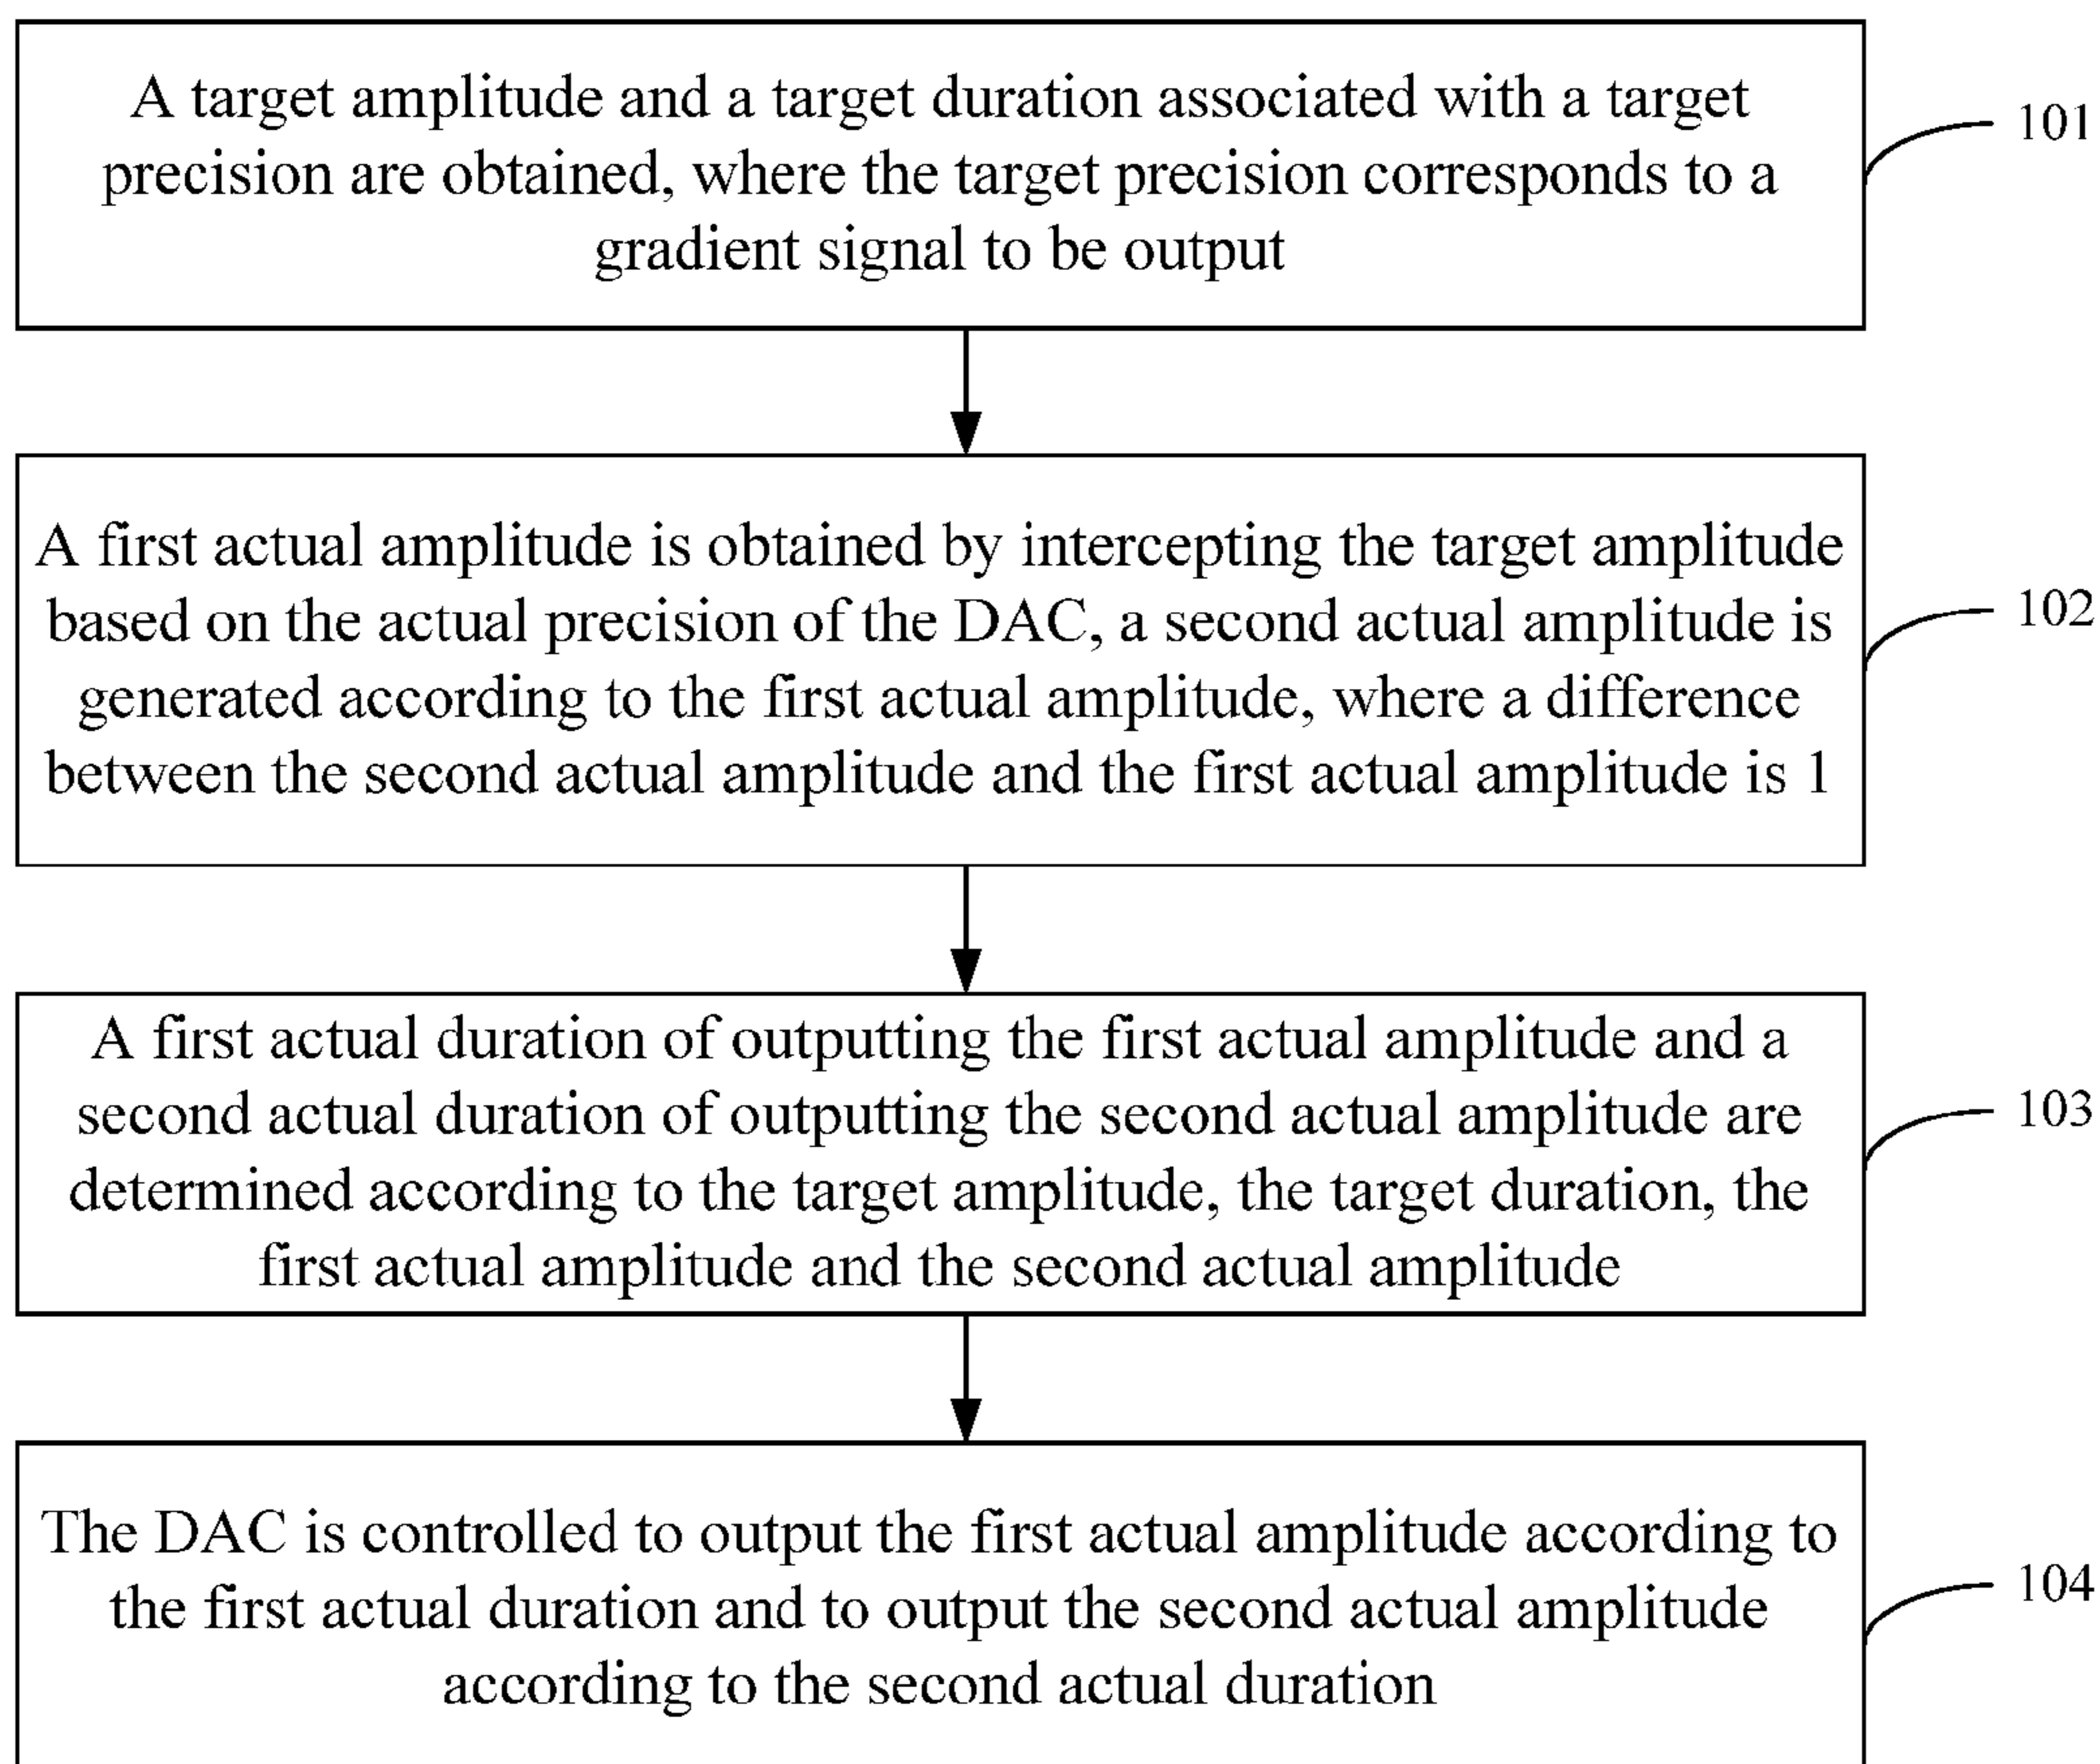 A target amplitude and a target duration associated with a target
precision are obtained, where the target precision corresponds to a
gradient signal to be output
101
A first actual amplitude is obtained by intercepting the target amplitude
based on the actual precision of the DAC, a second actual amplitude is
generated according to the first actual amplitude, where a difference
between the second actual amplitude and the first actual amplitude is 1
102
A first actual duration of outputting the first actual amplitude and a
second actual duration of outputting the second actual amplitude are
determined according to the target amplitude, the target duration, the
first actual amplitude and the second actual amplitude
103
The DAC is controlled to output the first actual amplitude according to
the first actual duration and to output the second actual amplitude
according to the second actual duration
104